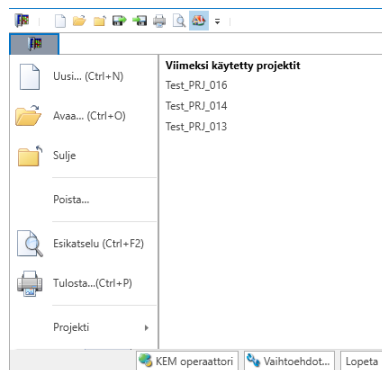 Uusi... (Ctrl+N)
Avaa... (Ctrl+O)
Sulje
Poista...
Esikatselu (Ctrl+F2)
Tulosta...(Ctrl+P)
Projekti
Viimeksi käytetty projektit
Test_PRJ_016
Test_PRJ_014
Test_PRJ_013
KEM operaattori
Vaihtoehdot...
Lopeta